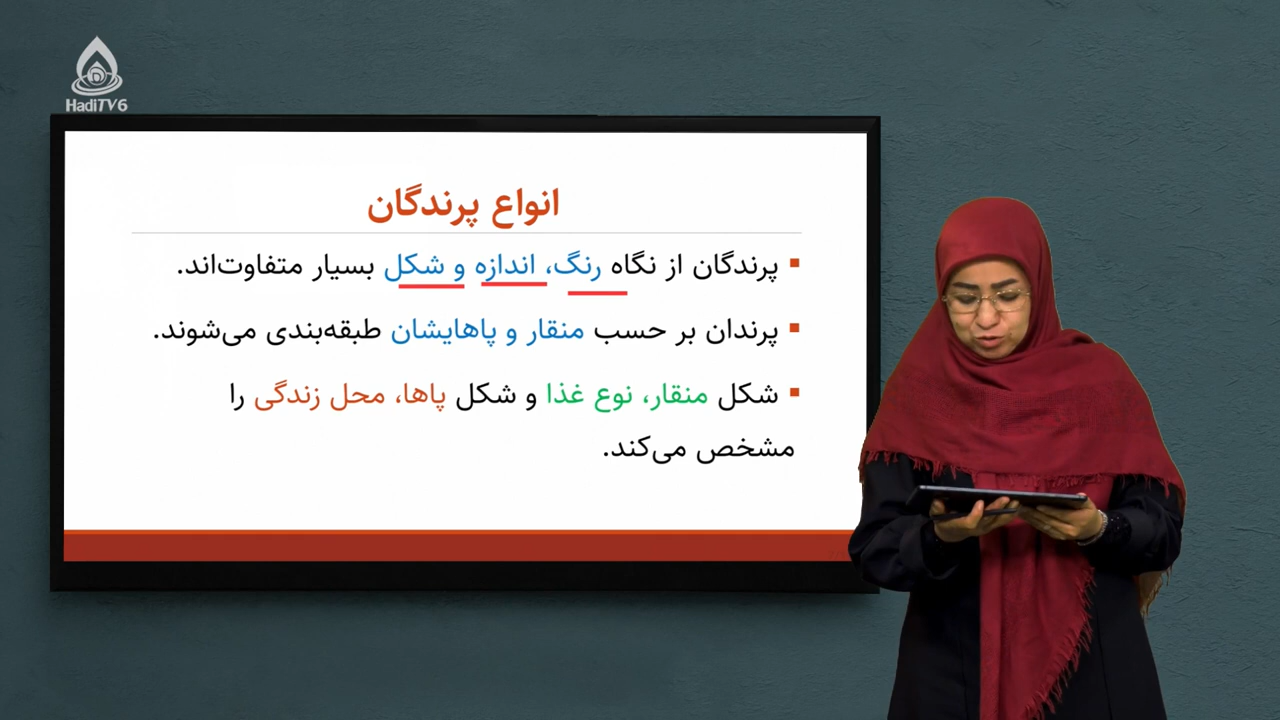 HadiTV6
انواع پرندگان
▪ پرندگان از نگاه رنگ، اندازه و شکل بسیار متفاوت‌اند.
▪ پرندان بر حسب منقار و پاهایشان طبقه‌بندی می‌شوند.
▪ شکل منقار، نوع غذا و شکل پاها، محل زندگی را
مشخص می‌کند.